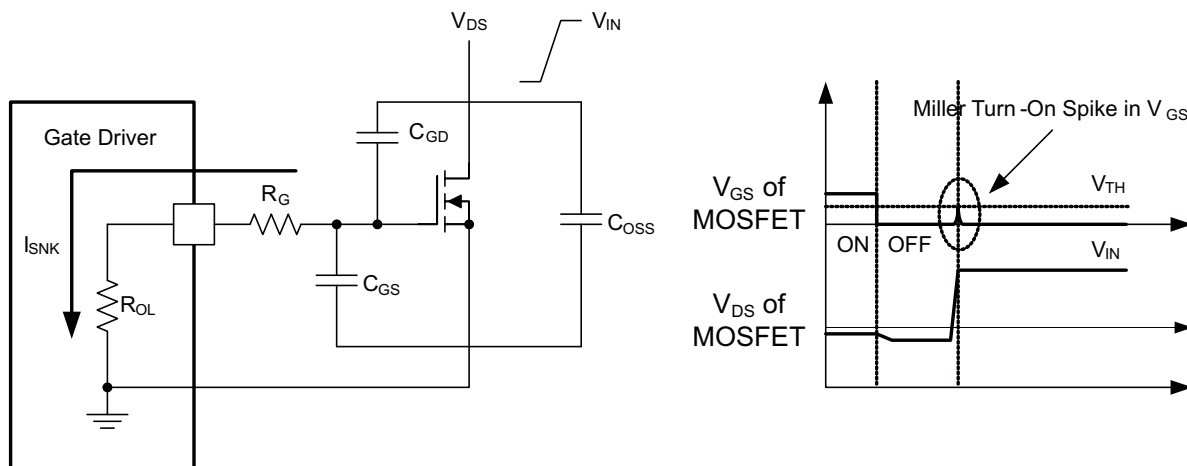 V_DS
V_IN
Gate Driver
C_GD
R_G
I_SNK
C_OSS
C_GS
R_OL
Miller Turn -On Spike in V_GS
V_GS of
MOSFET
V_TH
ON OFF
V_IN
V_DS of
MOSFET